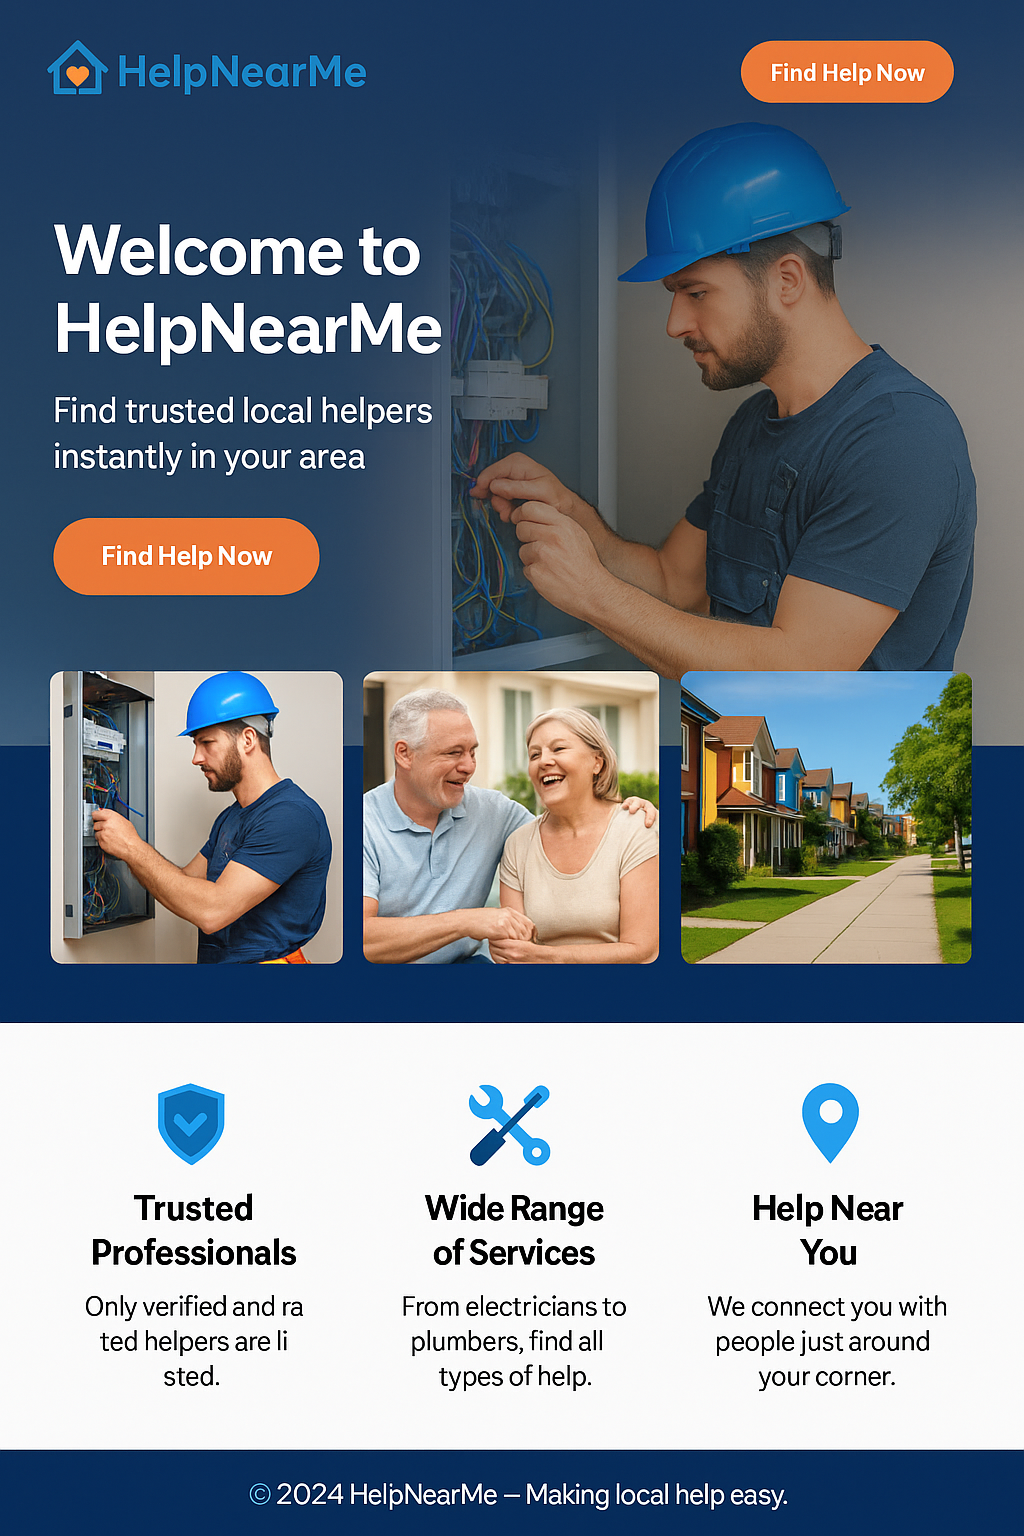 HelpNearMe
Find Help Now
Welcome to
HelpNearMe
Find trusted local helpers
instantly in your area
Find Help Now
Trusted
Professionals
Only verified and ra
ted helpers are li
sted.
Wide Range
of Services
From electricians to
plumbers, find all
types of help.
Help Near
You
We connect you with
people just around
your corner.
© 2024 HelpNearMe – Making local help easy.